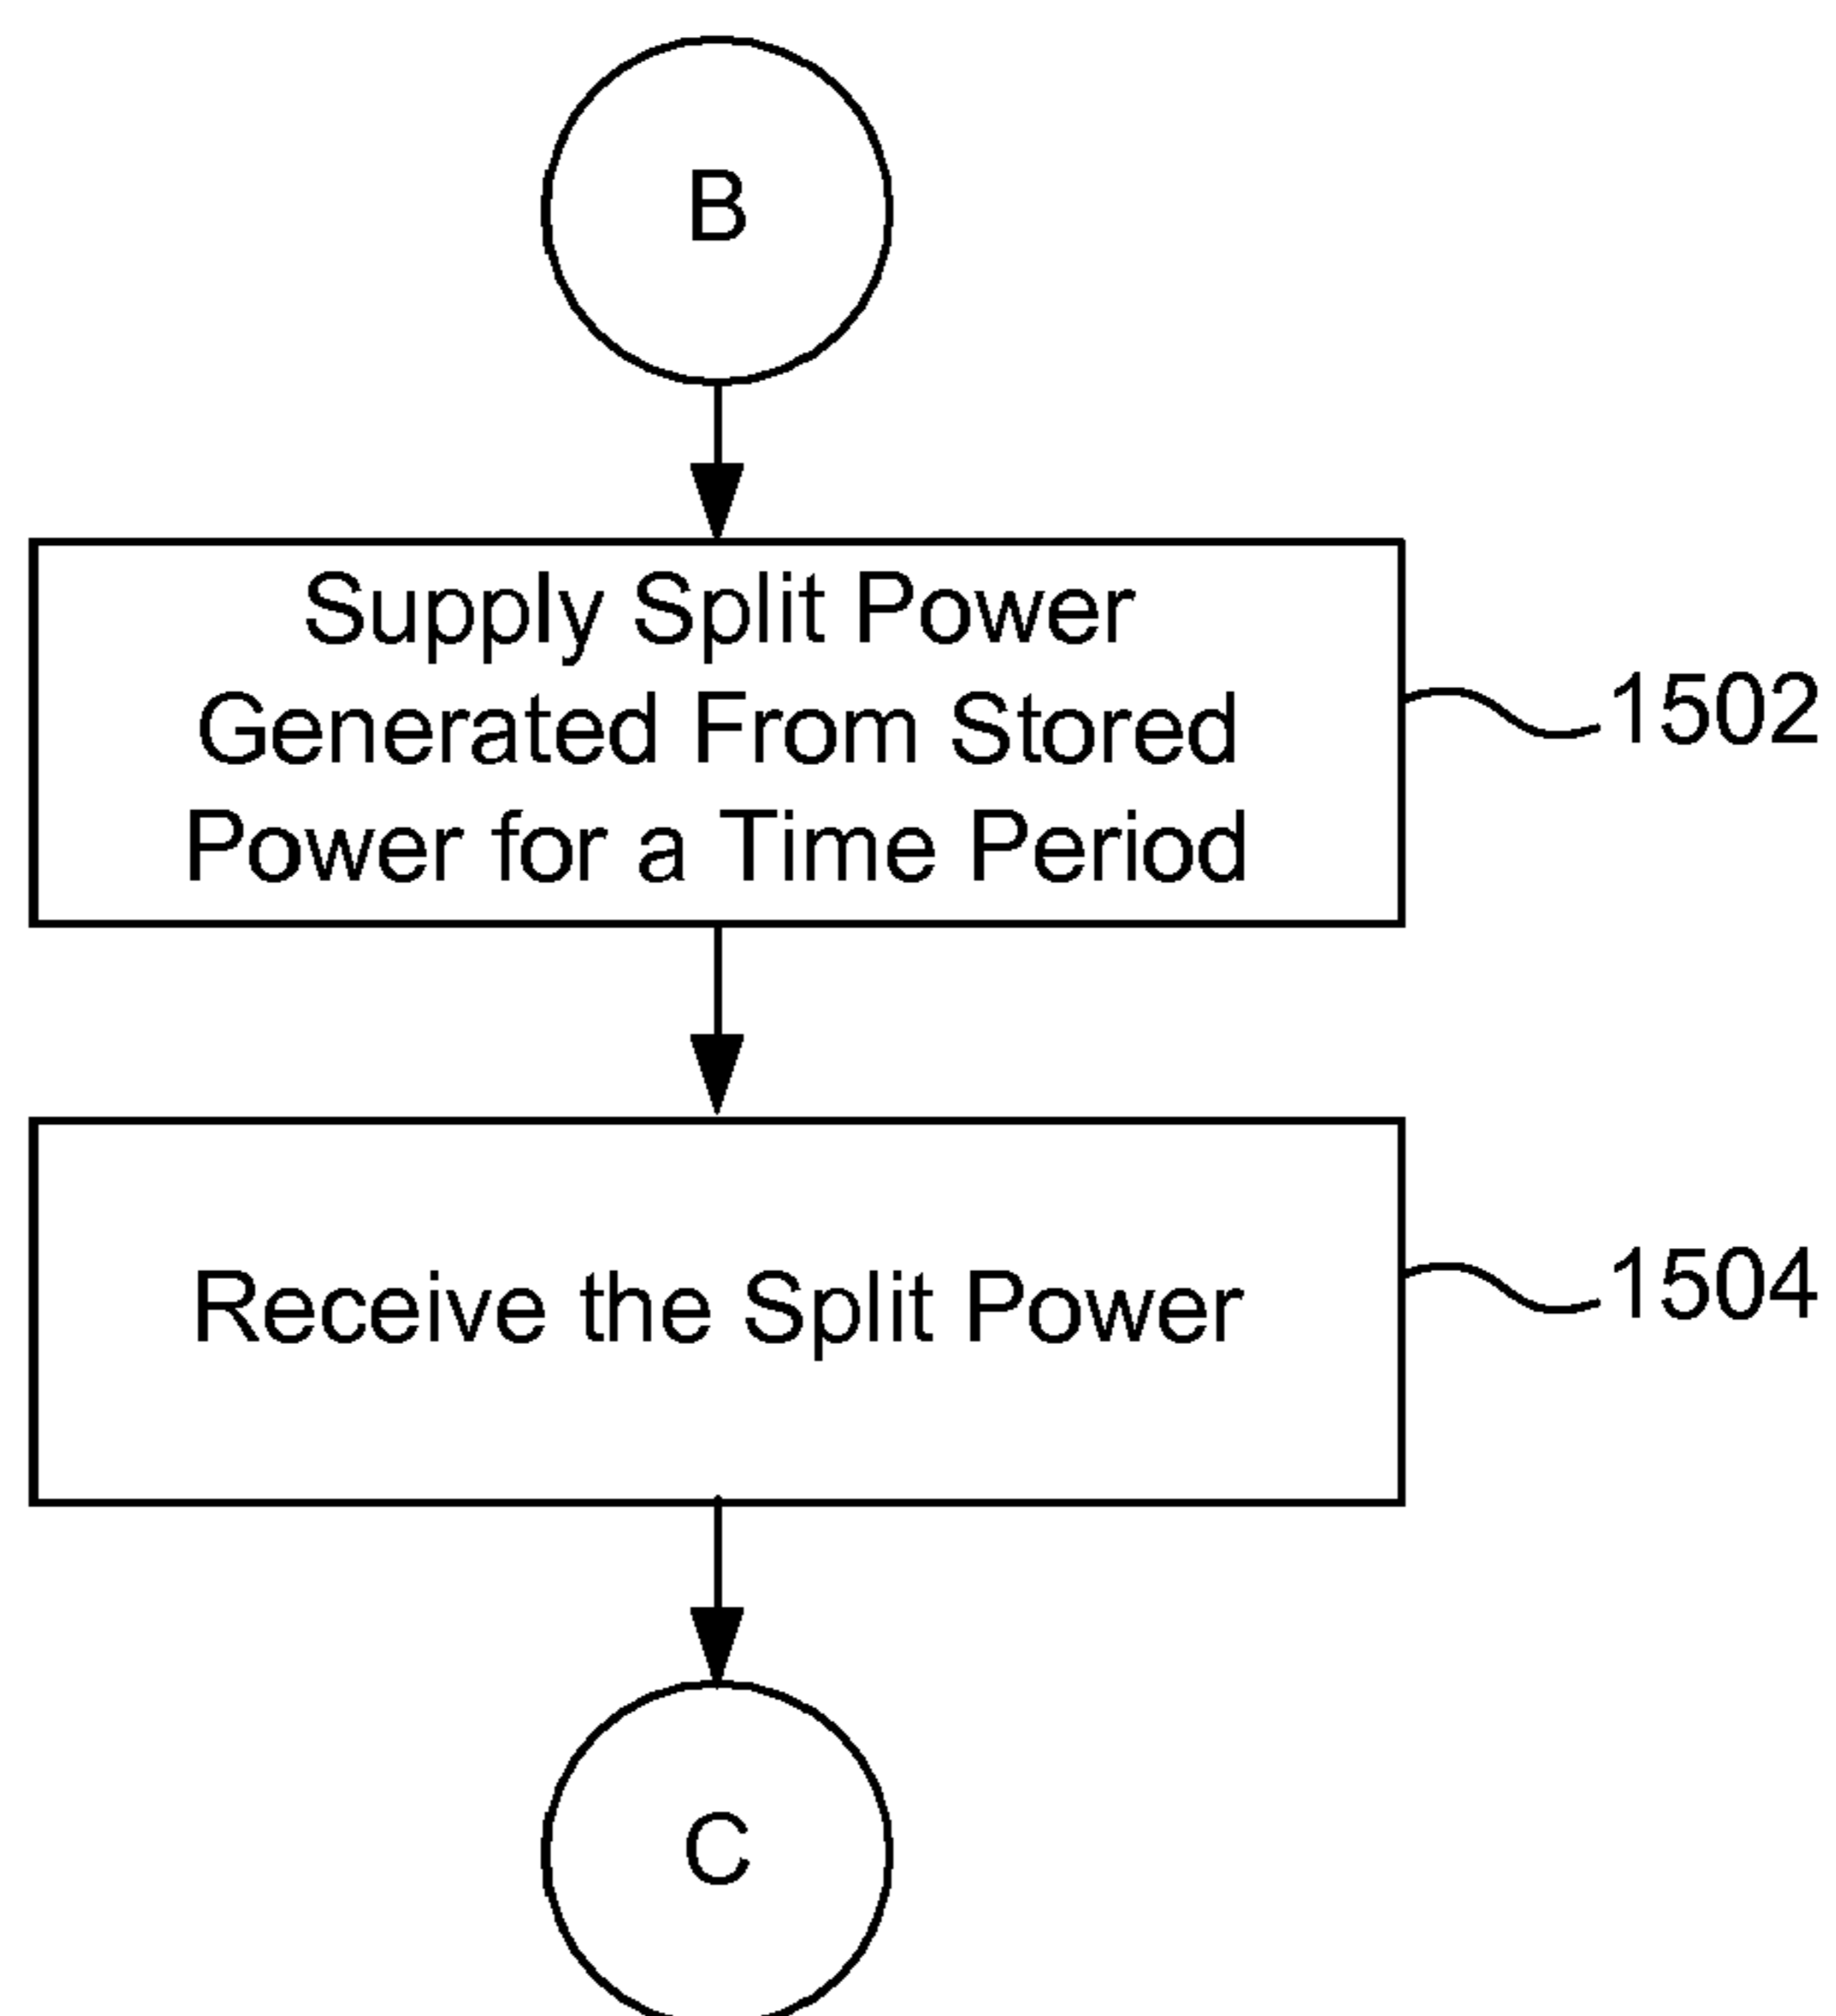 B
Supply Split Power
Generated From Stored
Power for a Time Period
1502
Receive the Split Power
1504
C